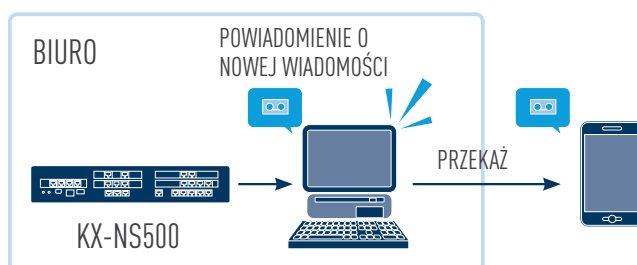 BIURO
POWIADOMIENIE O
NOWEJ WIADOMOŚCI
PRZEKAŻ
KX-NS500